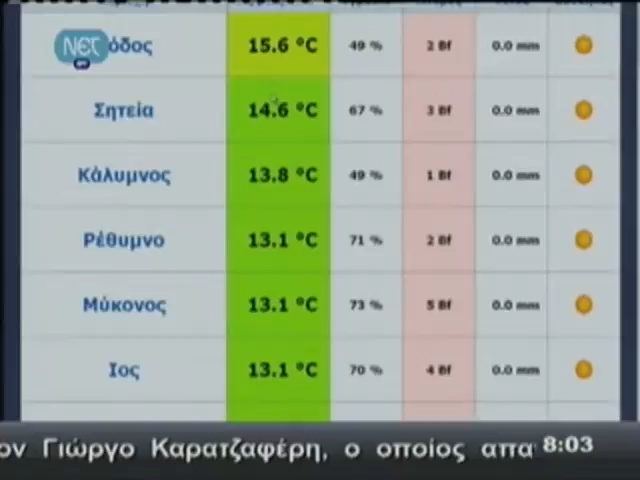 ΝΕΤ
όδος 15.6 °C 49 % 2 Bf 0.0 mm
Σητεία 14.6 °C 67 % 3 Bf 0.0 mm
Κάλυμνος 13.8 °C 49 % 1 Bf 0.0 mm
Ρέθυμνο 13.1 °C 71 % 2 Bf 0.0 mm
Μύκονος 13.1 °C 73 % 5 Bf 0.0 mm
Ιος 13.1 °C 70 % 4 Bf 0.0 mm
ον Γιώργο Καρατζαφέρη, ο οποίος απα 8:03